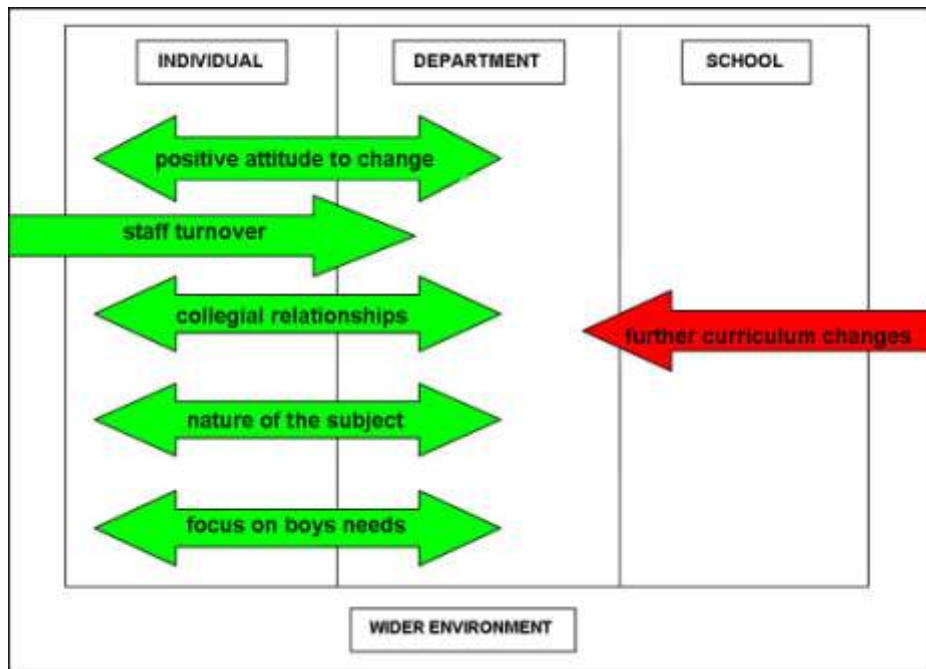 INDIVIDUAL
DEPARTMENT
SCHOOL
positive attitude to change
staff turnover
collegial relationships
further curriculum changes
nature of the subject
focus on boys needs
WIDER ENVIRONMENT